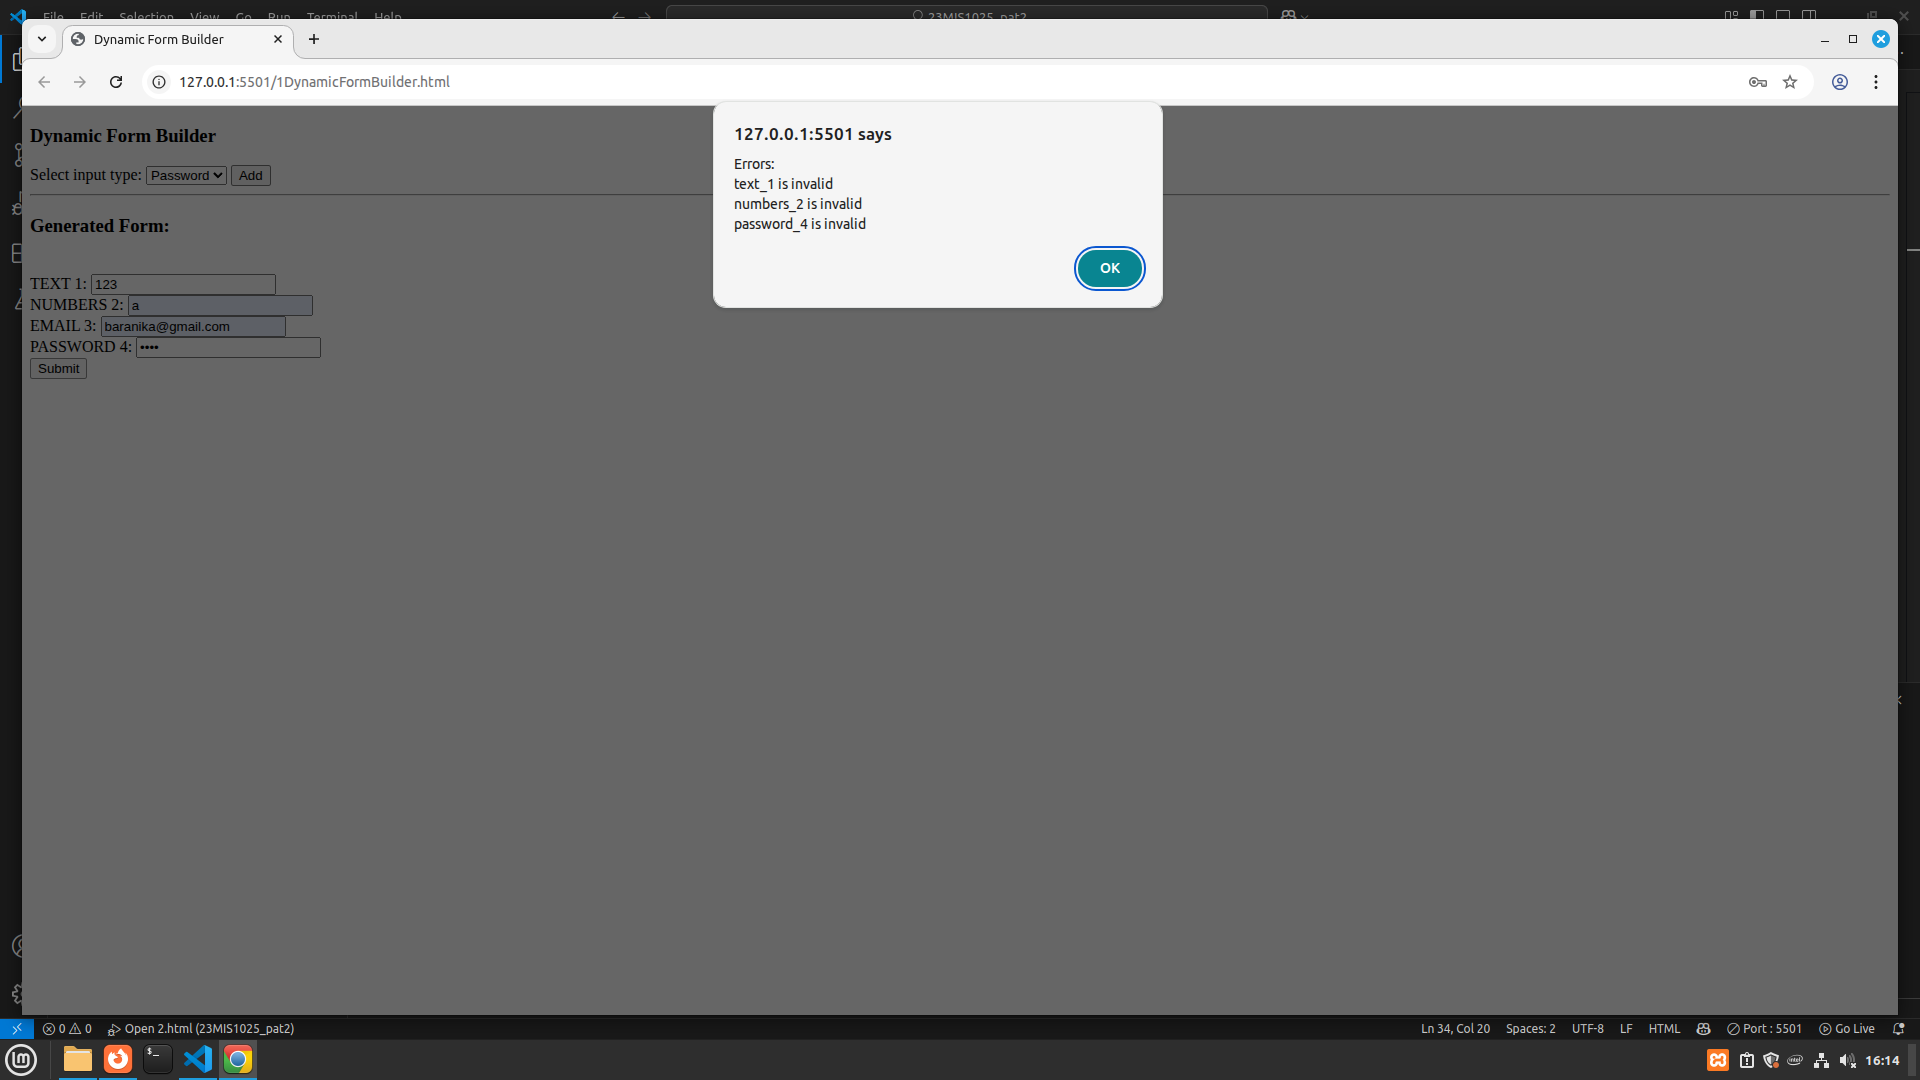 File Edit Selection View Go Run Terminal Help
23MIS1025_pat2
Dynamic Form Builder
127.0.0.1:5501/1DynamicFormBuilder.html
Dynamic Form Builder
Select input type: Password Add
Generated Form:
TEXT 1: 123
NUMBERS 2: a
EMAIL 3: baranika@gmail.com
PASSWORD 4: ••••
Submit
127.0.0.1:5501 says
Errors:
text_1 is invalid
numbers_2 is invalid
password_4 is invalid
OK
0 0 Open 2.html (23MIS1025_pat2) Ln 34, Col 20 Spaces: 2 UTF-8 LF HTML Port : 5501 Go Live
16:14